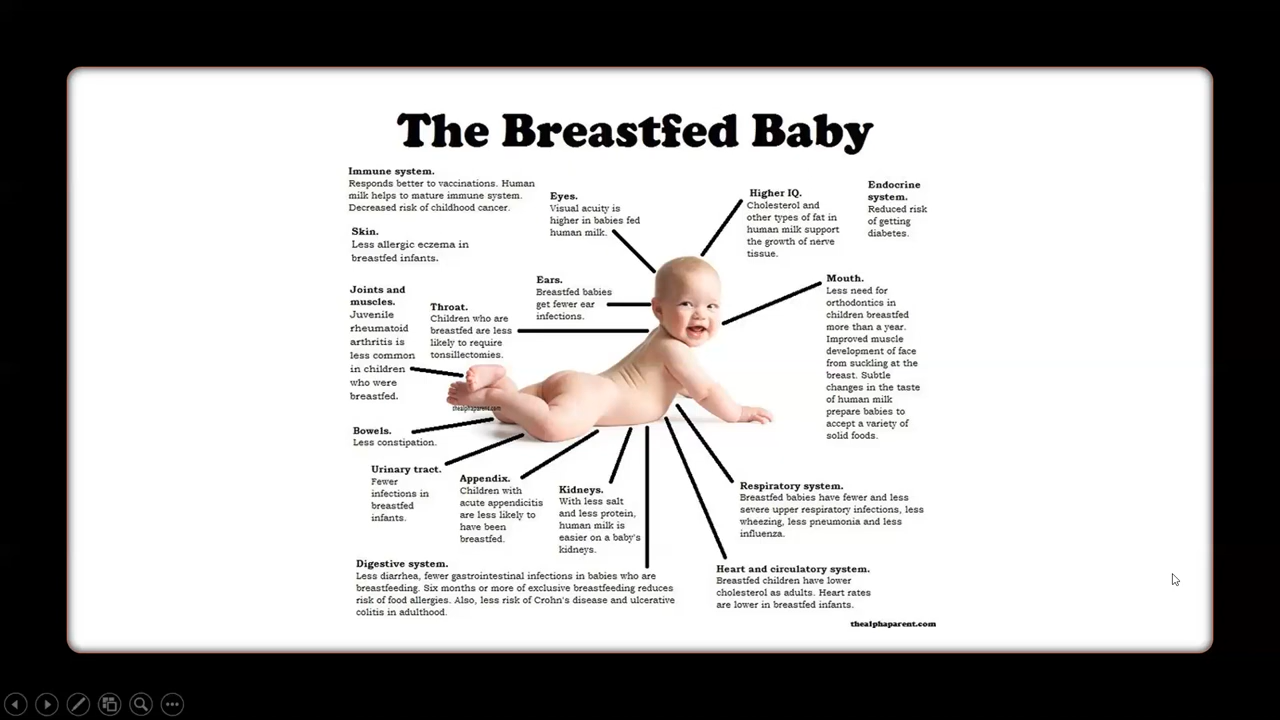 The Breastfed Baby
Immune system.
Responds better to vaccinations. Human
milk helps to mature immune system.
Decreased risk of childhood cancer.
Skin.
Less allergic eczema in
breastfed infants.
Eyes.
Visual acuity is
higher in babies fed
human milk.
Higher IQ.
Cholesterol and
other types of fat in
human milk support
the growth of nerve
tissue.
Endocrine
system.
Reduced risk
of getting
diabetes.
Ears.
Breastfed babies
get fewer ear
infections.
Mouth.
Less need for
orthodontics in
children breastfed
more than a year.
Improved muscle
development of face
from suckling at the
breast. Subtle
changes in the taste
of human milk
prepare babies to
accept a variety of
solid foods.
Joints and
muscles.
Juvenile
rheumatoid
arthritis is
less common
in children
who were
breastfed.
Throat.
Children who are
breastfed are less
likely to require
tonsillectomies.
thealphaparent.com
Bowels.
Less constipation.
Urinary tract.
Fewer
infections in
breastfed
infants.
Appendix.
Children with
acute appendicitis
are less likely to
have been
breastfed.
Kidneys.
With less salt
and less protein,
human milk is
easier on a baby's
kidneys.
Respiratory system.
Breastfed babies have fewer and less
severe upper respiratory infections, less
wheezing, less pneumonia and less
influenza.
Digestive system.
Less diarrhea, fewer gastrointestinal infections in babies who are
breastfeeding. Six months or more of exclusive breastfeeding reduces
risk of food allergies. Also, less risk of Crohn's disease and ulcerative
colitis in adulthood.
Heart and circulatory system.
Breastfed children have lower
cholesterol as adults. Heart rates
are lower in breastfed infants.
thealphaparent.com